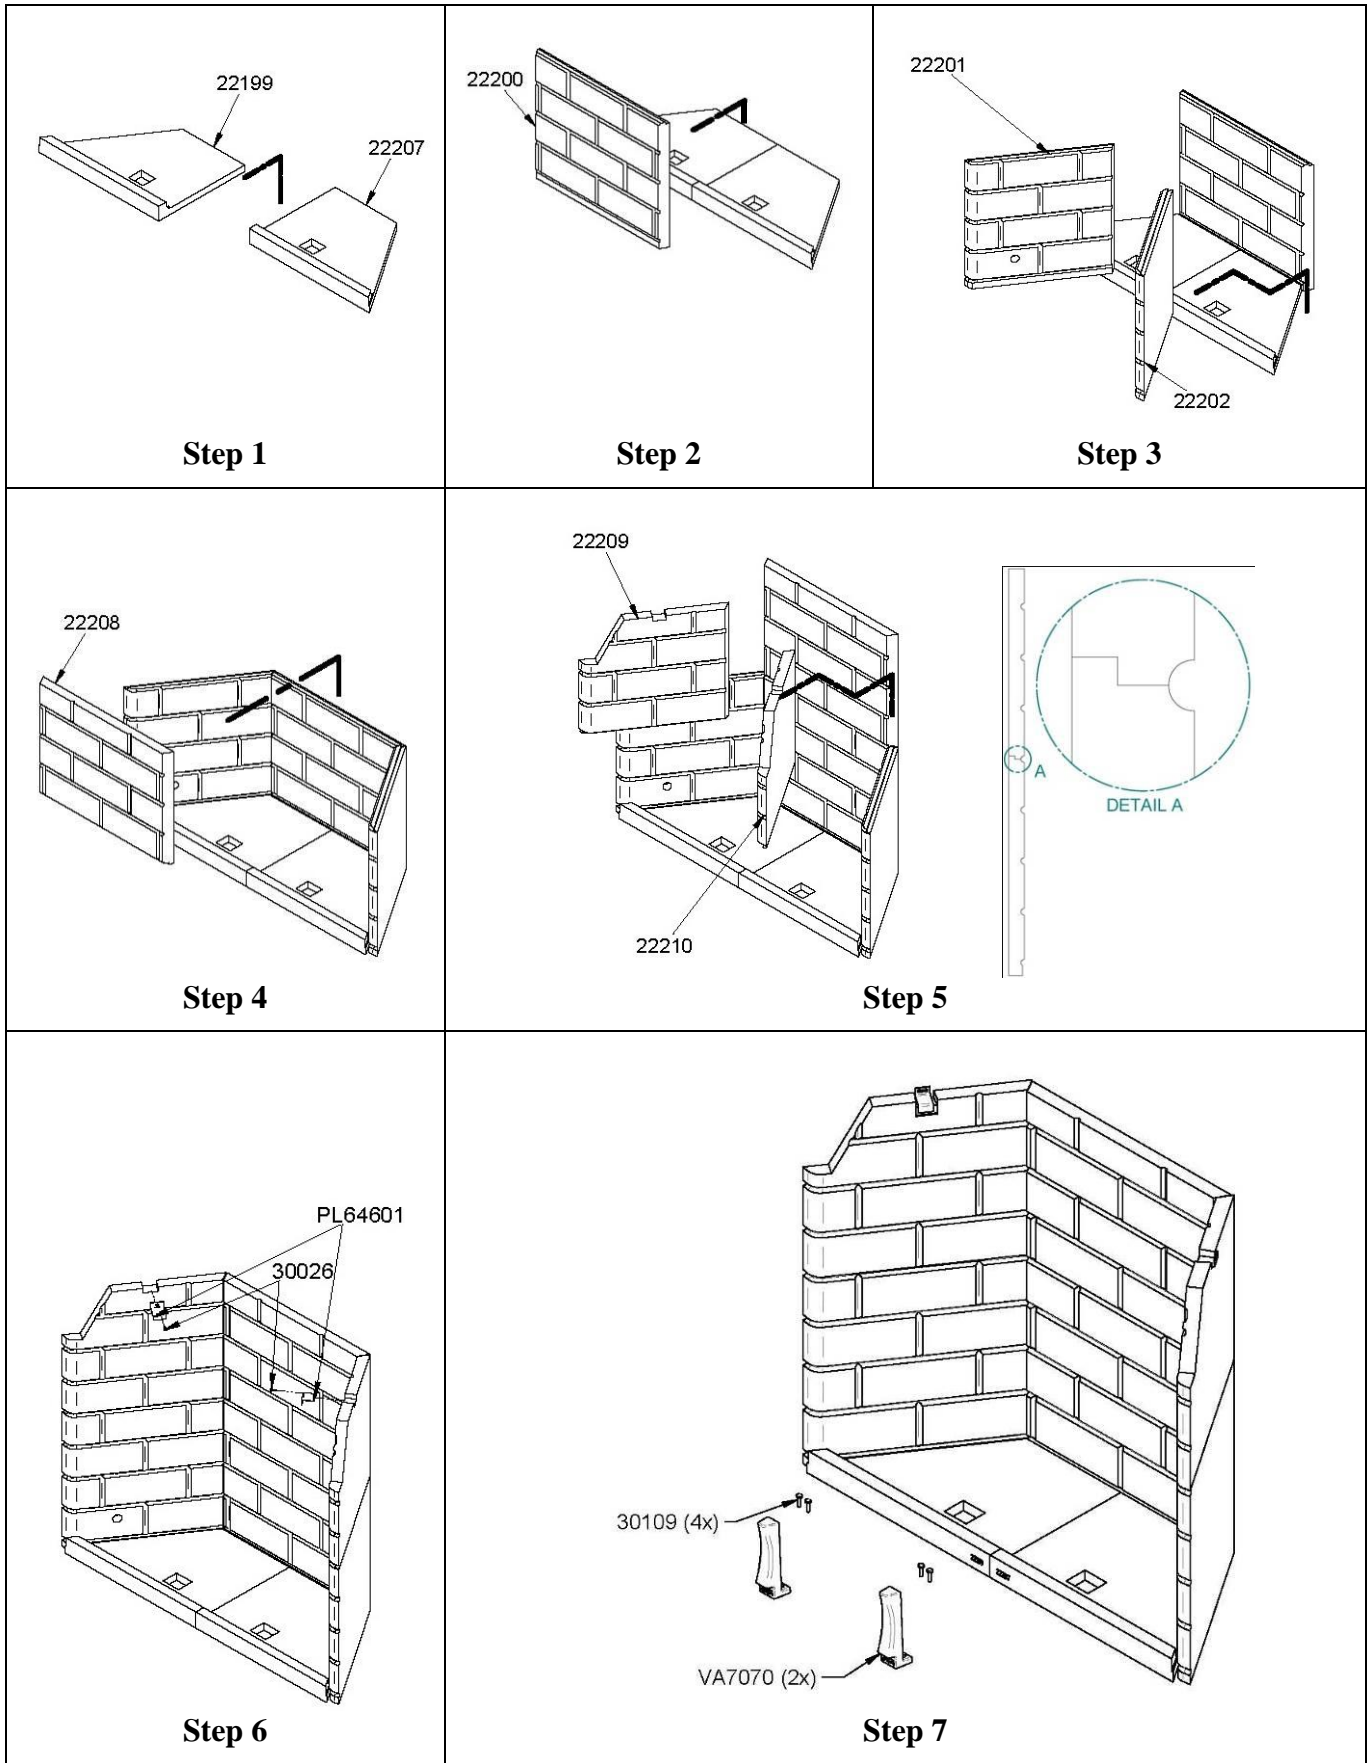 22199
22207
Step 1
22200
Step 2
22201
22202
Step 3
22208
Step 4
22209
22210
A
DETAIL A
Step 5
PL64601
30026
Step 6
30109 (4x)
VA7070 (2x)
Step 7